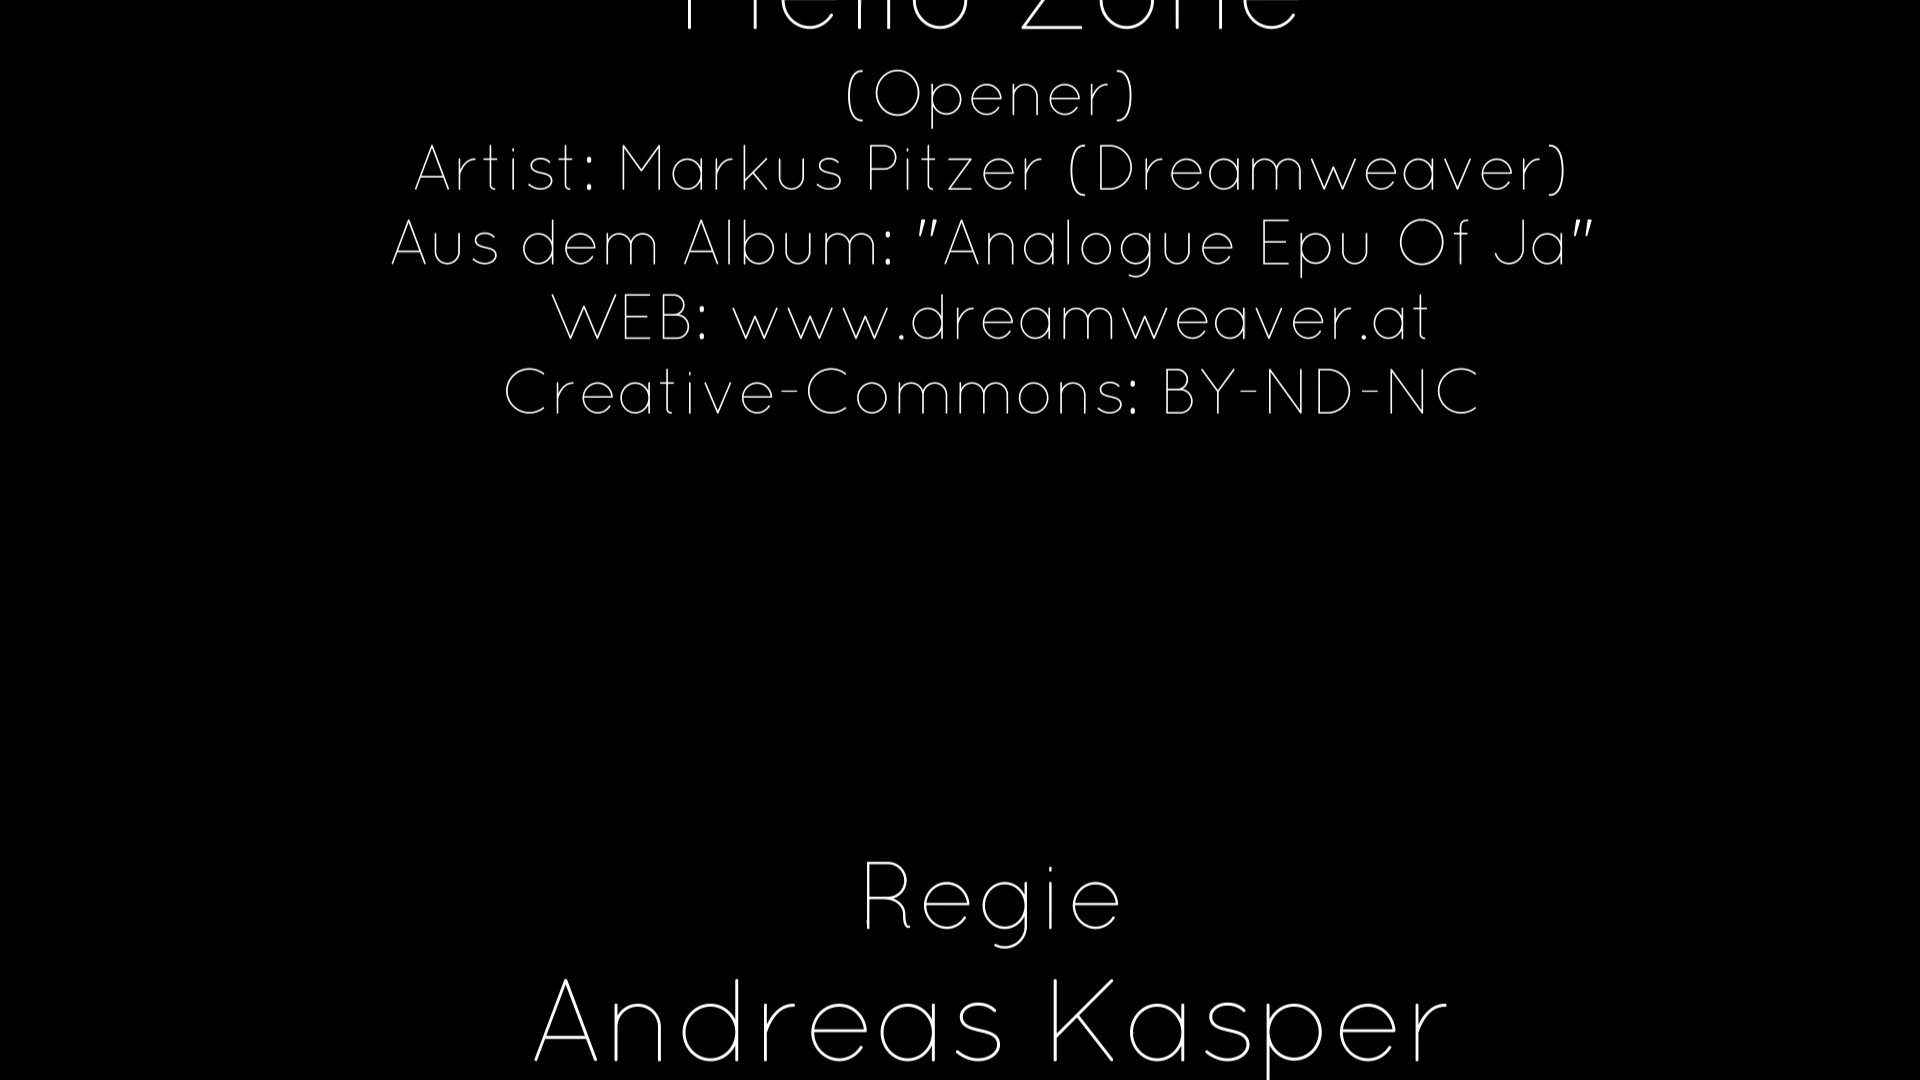 Zone
(Opener)
Artist: Markus Pitzer (Dreamweaver)
Aus dem Album: "Analogue Epu Of Ja"
WEB: www.dreamweaver.at
Creative-Commons: BY-ND-NC
Regie
Andreas Kasper